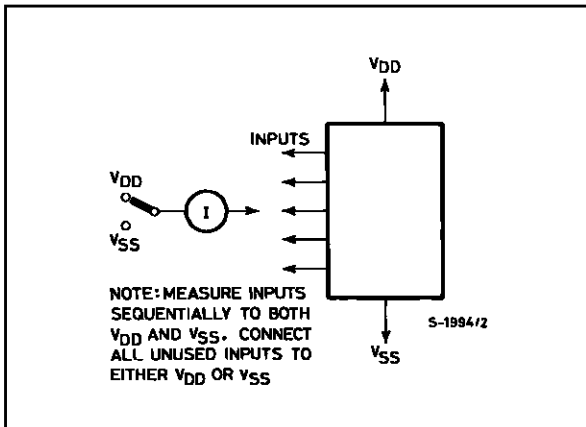 VDD
INPUTS
VDD
I
VSS
NOTE: MEASURE INPUTS
SEQUENTIALLY TO BOTH
VDD AND VSS. CONNECT
ALL UNUSED INPUTS TO
EITHER VDD OR VSS
S-1994/2
VSS